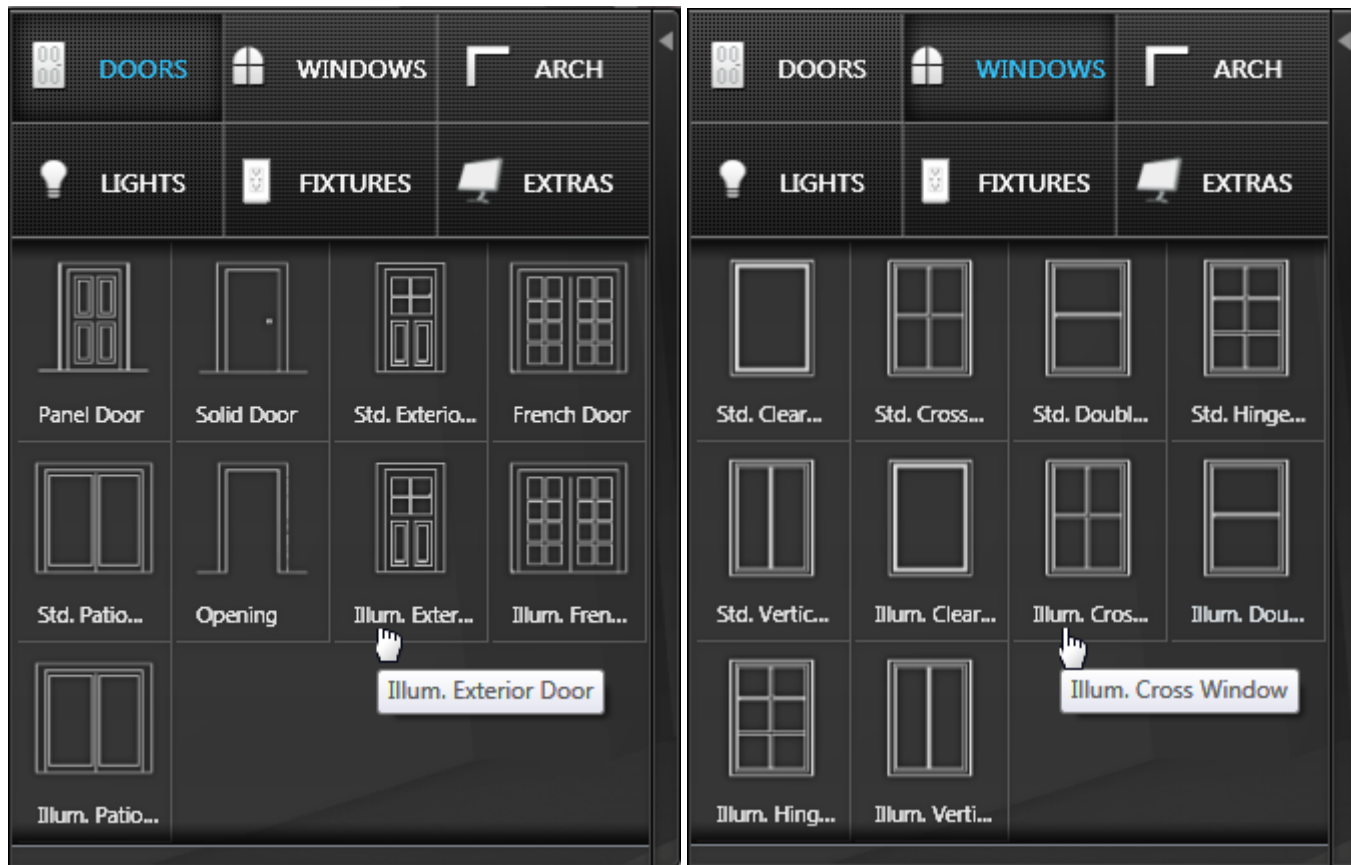 DOORS WINDOWS ARCH
LIGHTS FIXTURES EXTRAS
Panel Door Solid Door Std. Exterio... French Door
Std. Patio... Opening Illum. Exter... Illum. Fren...
Illum. Exterior Door
Illum. Patio...
DOORS WINDOWS ARCH
LIGHTS FIXTURES EXTRAS
Std. Clear... Std. Cross... Std. Doubl... Std. Hinge...
Std. Vertic... Illum. Clear... Illum. Cros... Illum. Dou...
Illum. Cross Window
Illum. Hing... Illum. Verti...